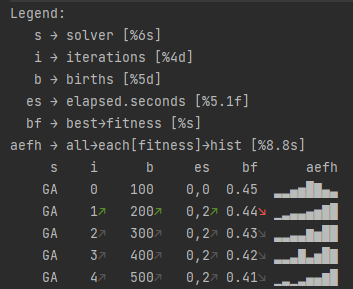 Legend:
s → solver [%6s]
i → iterations [%4d]
b → births [%5d]
es → elapsed.seconds [%5.1f]
bf → best→fitness [%s]
aefh → all→each[fitness]→hist [%8.8s]
s i b es bf aefh
GA 0 100 0,0 0.45
GA 1↗ 200↗ 0,2↗ 0.44↘
GA 2↗ 300↗ 0,2↗ 0.43↘
GA 3↗ 400↗ 0,2↗ 0.42↘
GA 4↗ 500↗ 0,2↗ 0.41↘